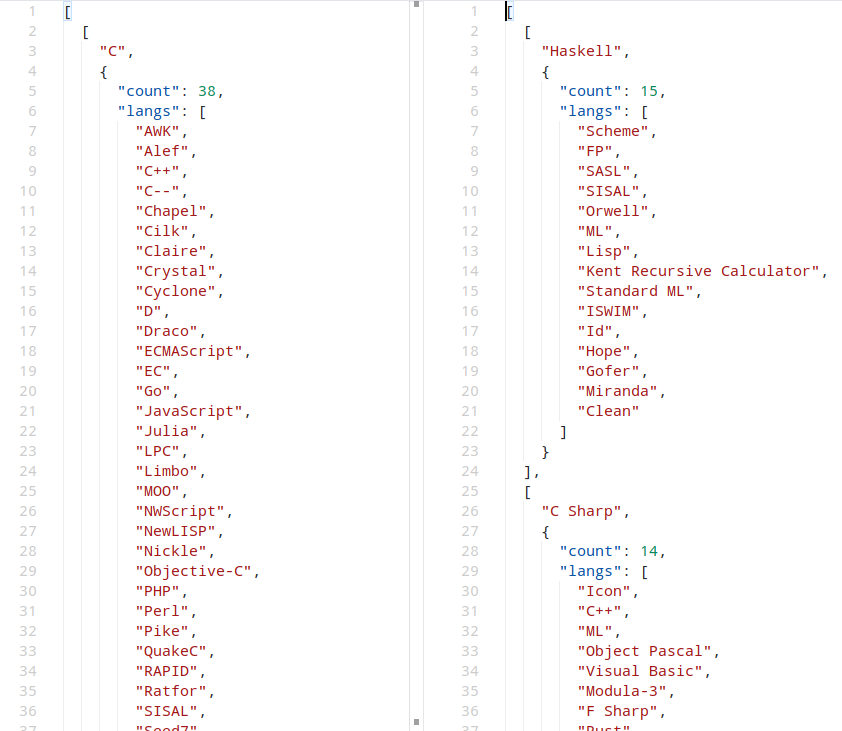 1 [
2 [
3 "C",
4 {
5 "count": 38,
6 "langs": [
7 "AWK",
8 "Alef",
9 "C++",
10 "C--",
11 "Chapel",
12 "Cilk",
13 "Claire",
14 "Crystal",
15 "Cyclone",
16 "D",
17 "Draco",
18 "ECMAScript",
19 "EC",
20 "Go",
21 "JavaScript",
22 "Julia",
23 "LPC",
24 "Limbo",
25 "MOO",
26 "NWScript",
27 "NewLISP",
28 "Nickle",
29 "Objective-C",
30 "PHP",
31 "Perl",
32 "Pike",
33 "QuakeC",
34 "RAPID",
35 "Ratfor",
36 "SISAL",
37 "Seed7",
1 [
2 [
3 "Haskell",
4 {
5 "count": 15,
6 "langs": [
7 "Scheme",
8 "FP",
9 "SASL",
10 "SISAL",
11 "Orwell",
12 "ML",
13 "Lisp",
14 "Kent Recursive Calculator",
15 "Standard ML",
16 "ISWIM",
17 "Id",
18 "Hope",
19 "Gofer",
20 "Miranda",
21 "Clean"
22 ]
23 }
24 ],
25 [
26 "C Sharp",
27 {
28 "count": 14,
29 "langs": [
30 "Icon",
31 "C++",
32 "ML",
33 "Object Pascal",
34 "Visual Basic",
35 "Modula-3",
36 "F Sharp",
37 "Rust",